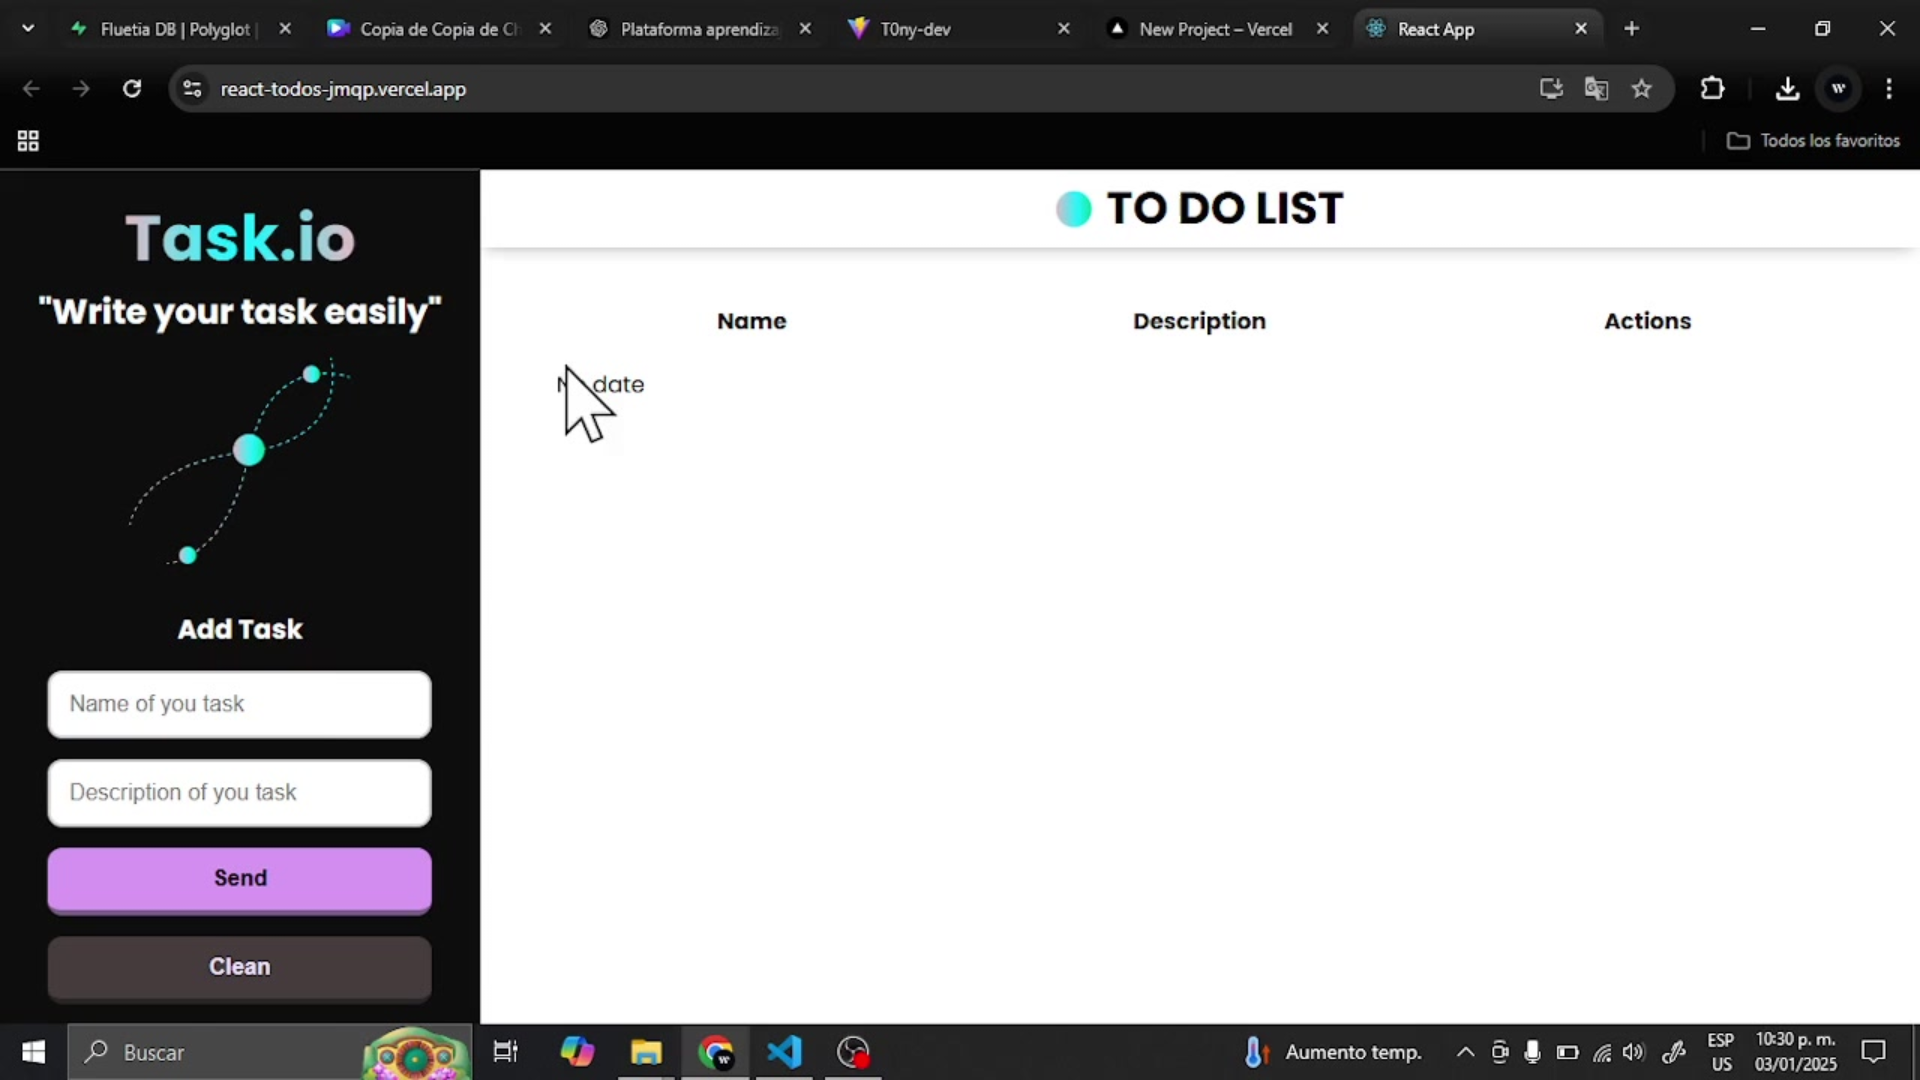 Fluetia DB | Polyglot |
Copia de Copia de Ch
Plataforma aprendiza
T0ny-dev
New Project – Vercel
React App
react-todos-jmqp.vercel.app
Todos los favoritos
Task.io
"Write your task easily"
Add Task
Name of you task
Description of you task
Send
Clean
TO DO LIST
Name Description Actions
date
Buscar
Aumento temp.
ESP
US
10:30 p. m.
03/01/2025